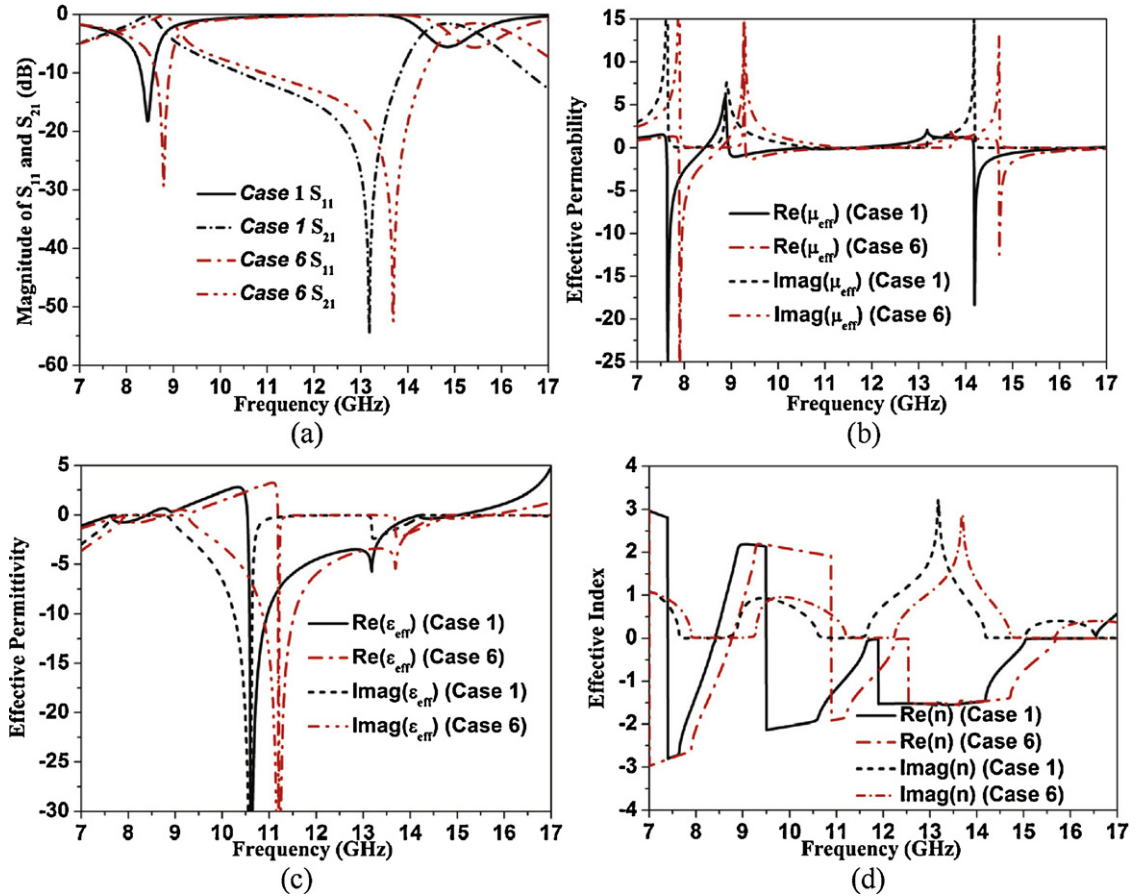 Magnitude of S11 and S21 (dB)
0
-10
-20
-30
-40
-50
-60
Case 1 S11
Case 1 S21
Case 6 S11
Case 6 S21
7 8 9 10 11 12 13 14 15 16 17
Frequency (GHz)
(a)
Effective Permeability
15
10
5
0
-5
-10
-15
-20
-25
Re(μeff) (Case 1)
Re(μeff) (Case 6)
Imag(μeff) (Case 1)
Imag(μeff) (Case 6)
7 8 9 10 11 12 13 14 15 16 17
Frequency (GHz)
(b)
Effective Permittivity
5
0
-5
-10
-15
-20
-25
-30
Re(εeff) (Case 1)
Re(εeff) (Case 6)
Imag(εeff) (Case 1)
Imag(εeff) (Case 6)
7 8 9 10 11 12 13 14 15 16 17
Frequency (GHz)
(c)
Effective Index
4
3
2
1
0
-1
-2
-3
-4
Re(n) (Case 1)
Re(n) (Case 6)
Imag(n) (Case 1)
Imag(n) (Case 6)
7 8 9 10 11 12 13 14 15 16 17
Frequency (GHz)
(d)